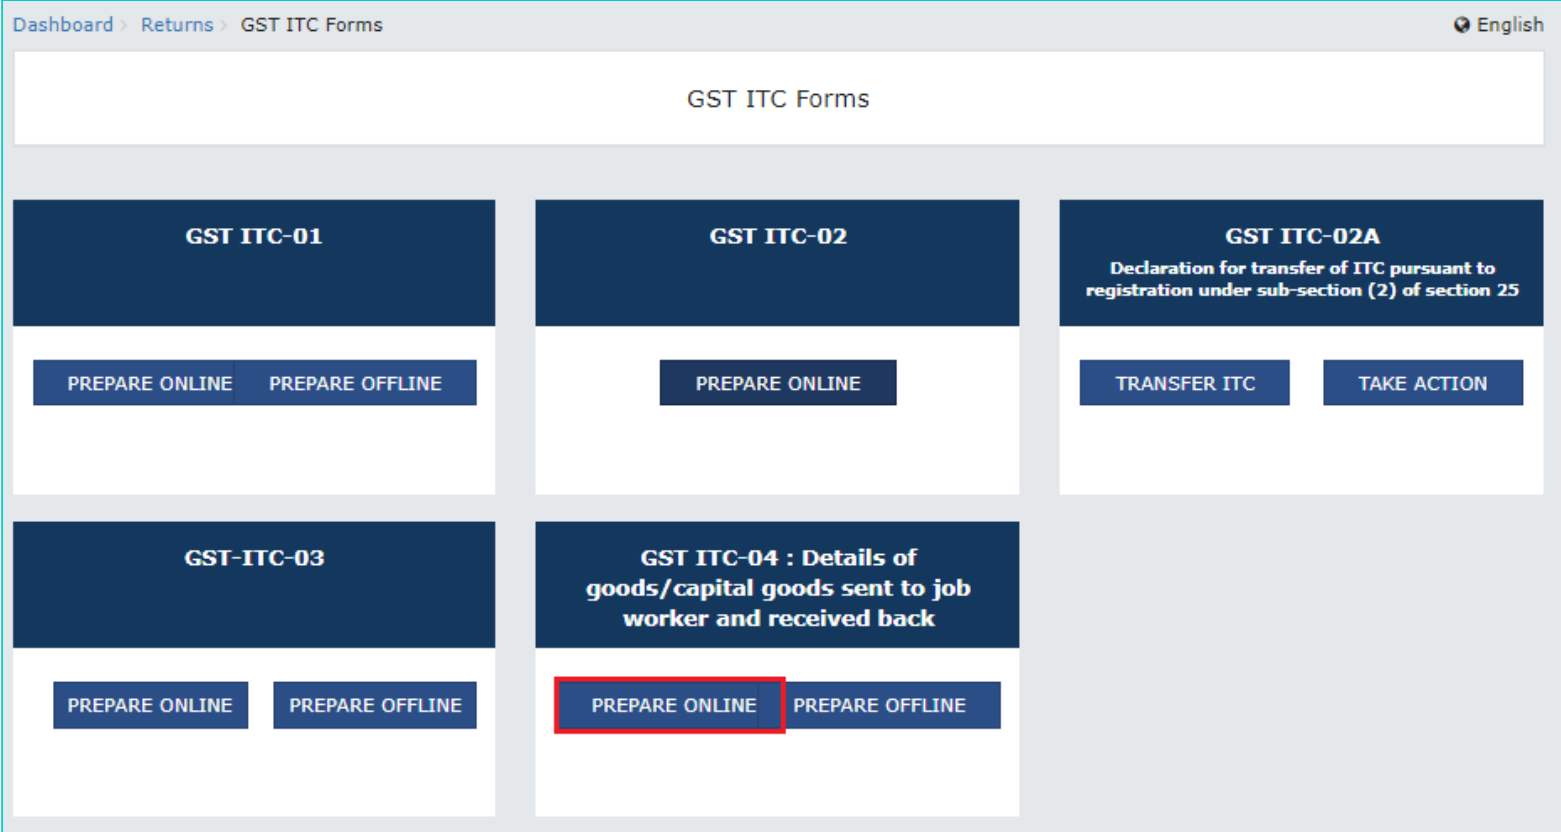 Dashboard > Returns > GST ITC Forms
English
GST ITC Forms
GST ITC-01
PREPARE ONLINE
PREPARE OFFLINE
GST ITC-02
PREPARE ONLINE
GST ITC-02A
Declaration for transfer of ITC pursuant to
registration under sub-section (2) of section 25
TRANSFER ITC
TAKE ACTION
GST-ITC-03
PREPARE ONLINE
PREPARE OFFLINE
GST ITC-04 : Details of
goods/capital goods sent to job
worker and received back
PREPARE ONLINE
PREPARE OFFLINE